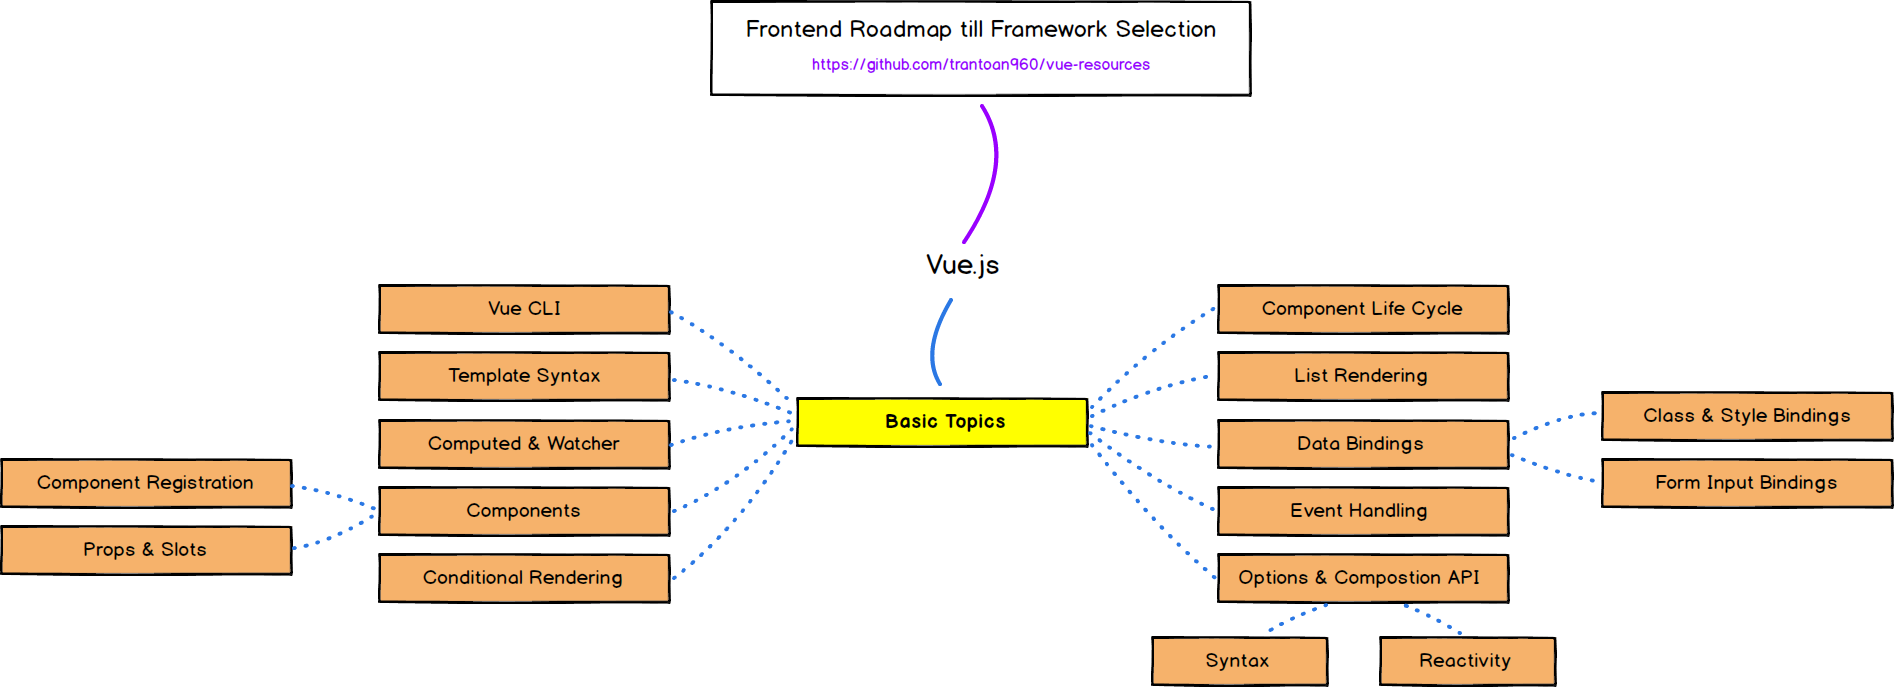 Frontend Roadmap till Framework Selection
https://github.com/trantoan960/vue-resources
Vue.js
Basic Topics
Vue CLI
Template Syntax
Computed & Watcher
Components
Conditional Rendering
Component Registration
Props & Slots
Component Life Cycle
List Rendering
Data Bindings
Event Handling
Options & Compostion API
Class & Style Bindings
Form Input Bindings
Syntax
Reactivity